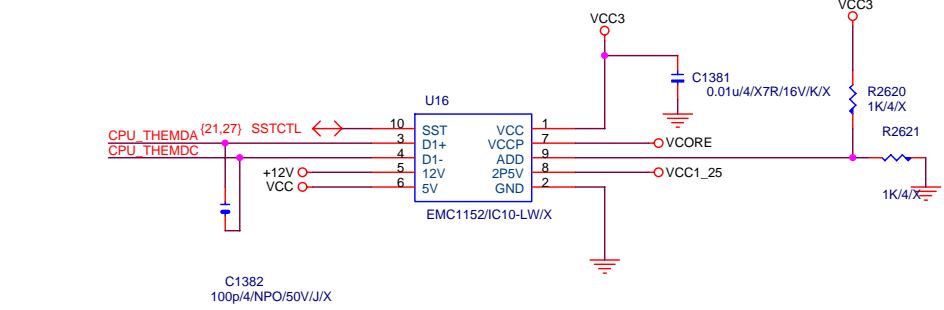 VCC3
VCC3
C1381
0.01u/4/X7R/16V/K/X
R2620
1K/4/X
R2621
1K/4/X
U16
{21,27} SSTCTL
CPU_THEMDA
CPU_THEMDC
+12V
VCC
10 SST
3 D1+
4 D1-
5 12V
6 5V
VCC 1
VCCP 7
ADD 9
2P5V 8
GND 2
VCORE
VCC1_25
EMC1152/IC10-LW/X
C1382
100p/4/NPO/50V/J/X